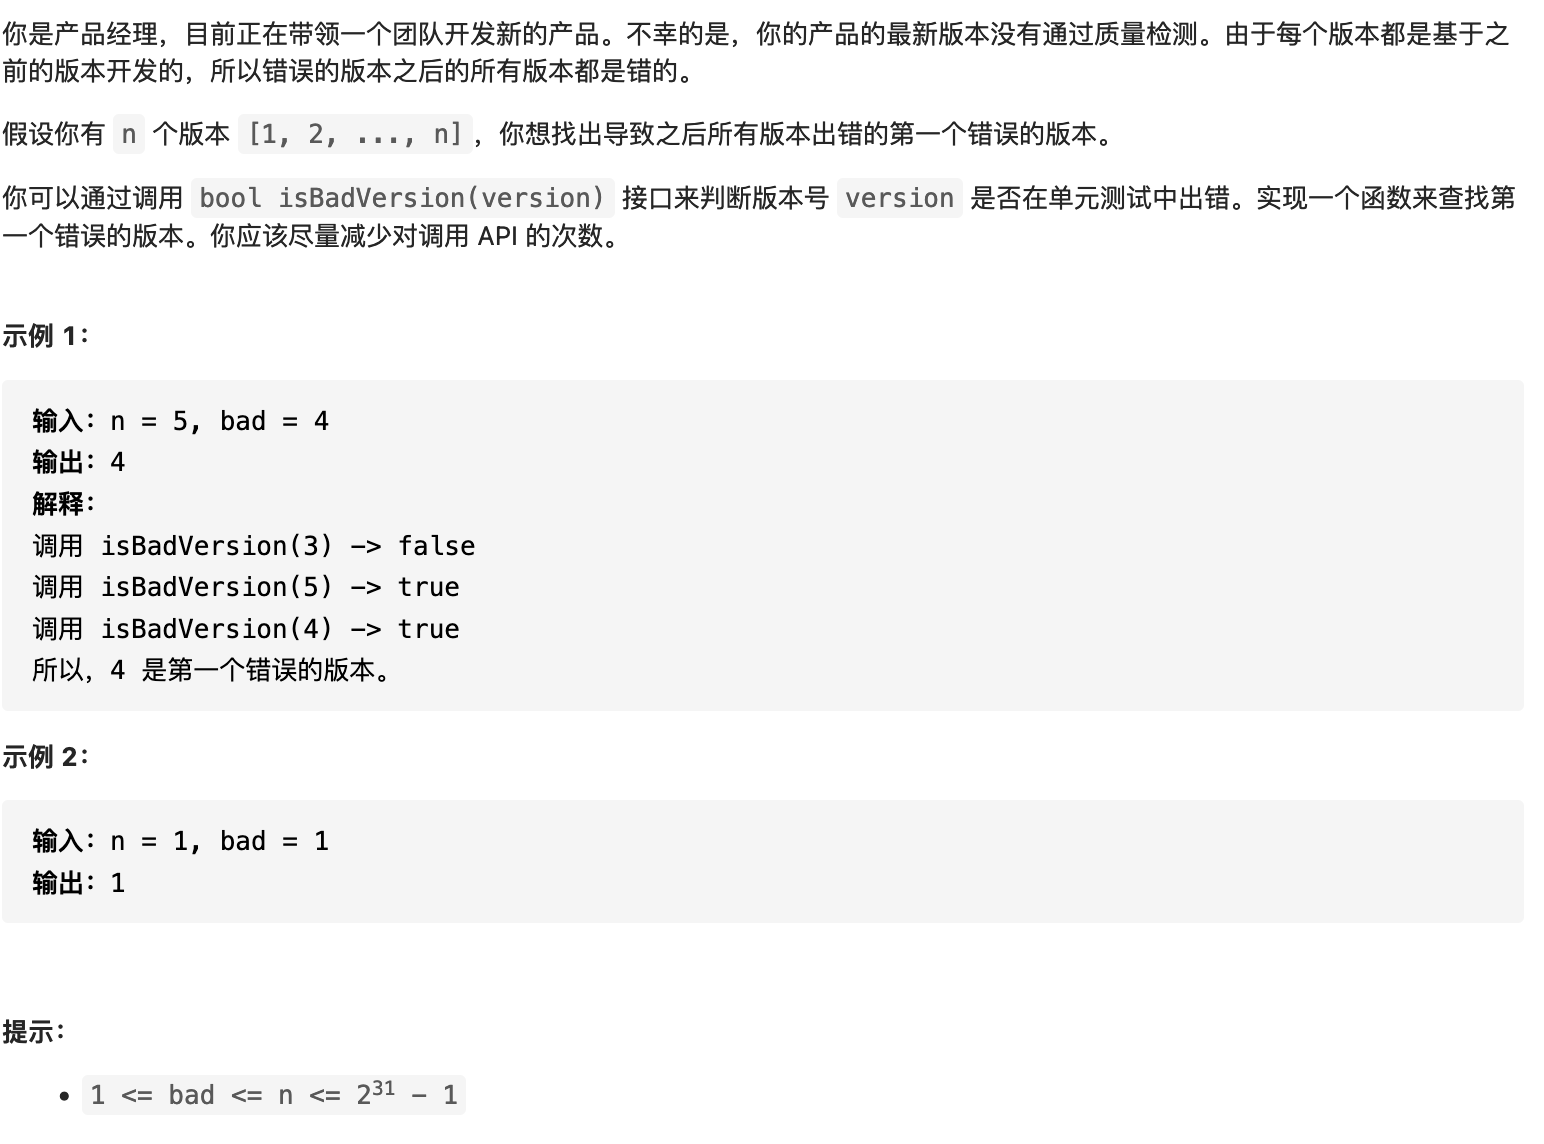 你是产品经理，目前正在带领一个团队开发新的产品。不幸的是，你的产品的最新版本没有通过质量检测。由于每个版本都是基于之
前的版本开发的，所以错误的版本之后的所有版本都是错的。
假设你有 n 个版本 [1, 2, ..., n]，你想找出导致之后所有版本出错的第一个错误的版本。
你可以通过调用 bool isBadVersion(version) 接口来判断版本号 version 是否在单元测试中出错。实现一个函数来查找第
一个错误的版本。你应该尽量减少对调用 API 的次数。
示例 1：
输入：n = 5, bad = 4
输出：4
解释：
调用 isBadVersion(3) -> false
调用 isBadVersion(5) -> true
调用 isBadVersion(4) -> true
所以，4 是第一个错误的版本。
示例 2：
输入：n = 1, bad = 1
输出：1
提示：
• 1 <= bad <= n <= 2³¹ - 1